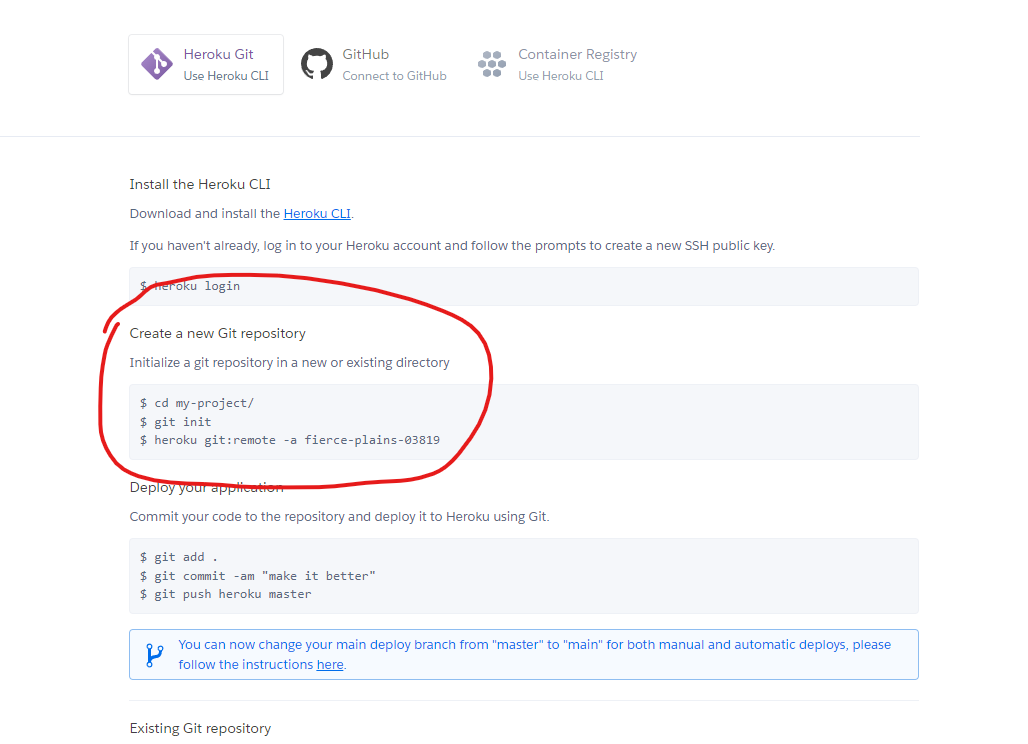 Heroku Git
Use Heroku CLI
GitHub
Connect to GitHub
Container Registry
Use Heroku CLI
Install the Heroku CLI
Download and install the Heroku CLI.
If you haven't already, log in to your Heroku account and follow the prompts to create a new SSH public key.
$ heroku login
Create a new Git repository
Initialize a git repository in a new or existing directory
$ cd my-project/
$ git init
$ heroku git:remote -a fierce-plains-03819
Deploy your application
Commit your code to the repository and deploy it to Heroku using Git.
$ git add .
$ git commit -am "make it better"
$ git push heroku master
You can now change your main deploy branch from "master" to "main" for both manual and automatic deploys, please
follow the instructions here.
Existing Git repository